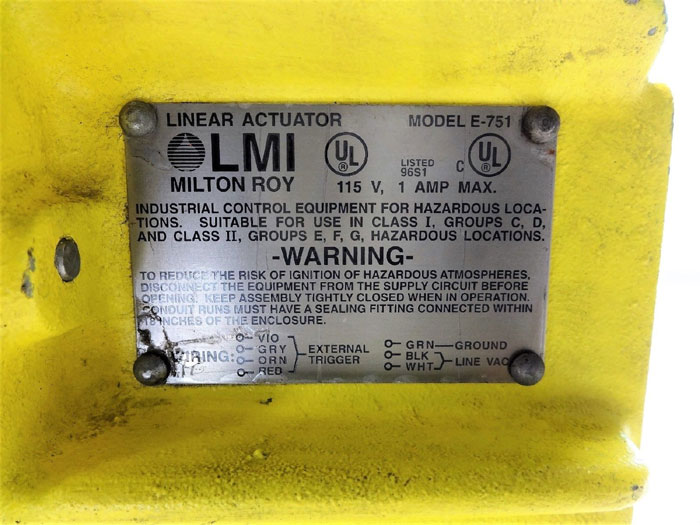 LINEAR ACTUATOR MODEL E-751
LMI UL LISTED 96S1 C UL
MILTON ROY 115 V, 1 AMP MAX.
INDUSTRIAL CONTROL EQUIPMENT FOR HAZARDOUS LOCA-
TIONS. SUITABLE FOR USE IN CLASS I, GROUPS C, D,
AND CLASS II, GROUPS E, F, G, HAZARDOUS LOCATIONS.
-WARNING-
TO REDUCE THE RISK OF IGNITION OF HAZARDOUS ATMOSPHERES,
DISCONNECT THE EQUIPMENT FROM THE SUPPLY CIRCUIT BEFORE
OPENING. KEEP ASSEMBLY TIGHTLY CLOSED WHEN IN OPERATION.
CONDUIT RUNS MUST HAVE A SEALING FITTING CONNECTED WITHIN
18 INCHES OF THE ENCLOSURE.
VIO
GRY EXTERNAL GRN GROUND
WIRING: ORN TRIGGER BLK LINE VAC
RED WHT